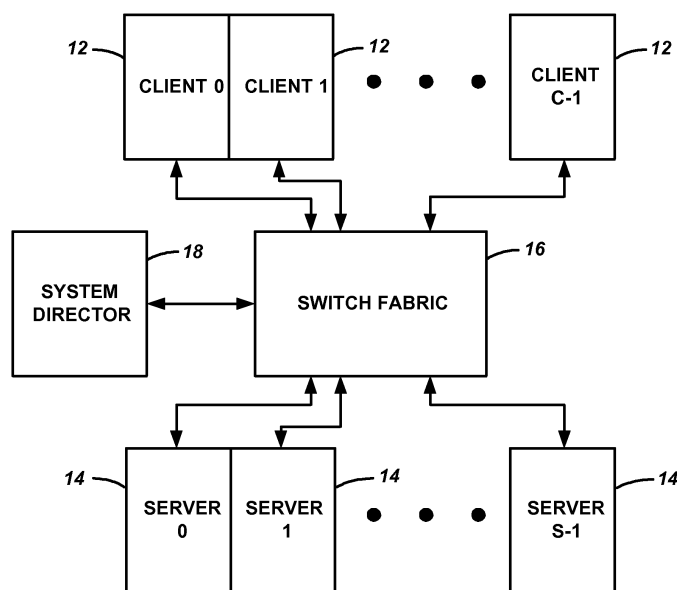 12
CLIENT 0
CLIENT 1
12
CLIENT
C-1
12
SYSTEM
DIRECTOR
18
SWITCH FABRIC
16
14
SERVER
0
SERVER
1
14
SERVER
S-1
14